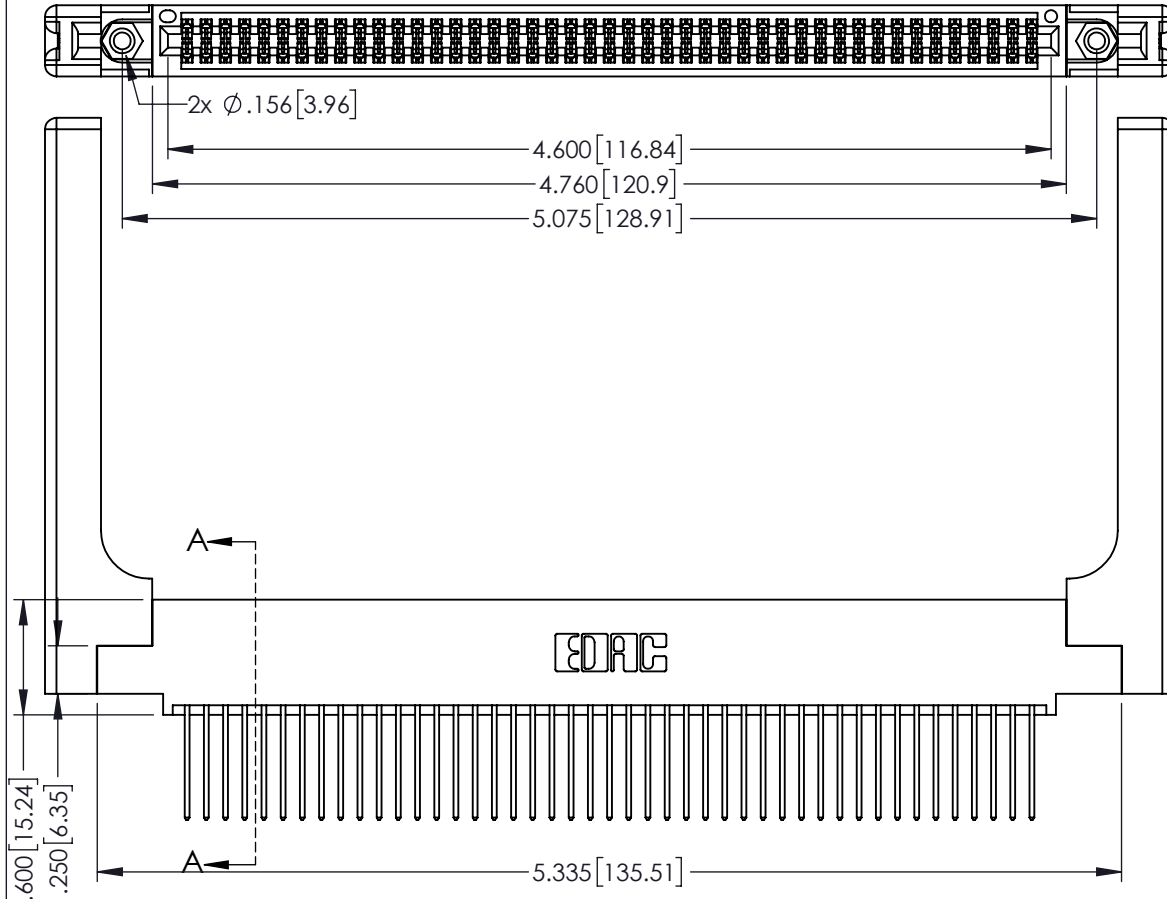 2x ∅.156[3.96]
4.600[116.84]
4.760[120.9]
5.075[128.91]
A
EDAC
.600[15.24]
.250[6.35]
A
5.335[135.51]